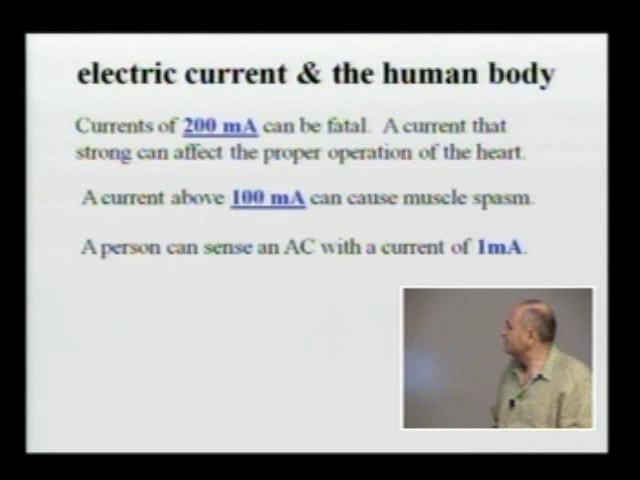 electric current & the human body
Currents of 200 mA can be fatal. A current that
strong can affect the proper operation of the heart.
A current above 100 mA can cause muscle spasm.
A person can sense an AC with a current of 1mA.